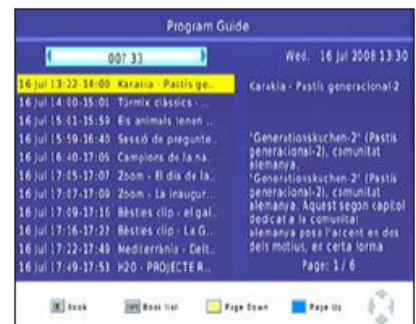 Program Guide
007 33
Wed. 16 Jul 2008 13:30
16 Jul 13:22-14:00 Karakia - Pastís ge..
16 Jul 14:00-15:01 Túrmix clàssics - ...
16 Jul 15:01-15:59 Els animals tenen ..
16 Jul 15:59-16:40 Sessió de pregunte..
16 Jul 16:40-17:05 Campions de la na..
16 Jul 17:05-17:07 Zoom - El dia de la..
16 Jul 17:07-17:09 Zoom - La inaugur..
16 Jul 17:09-17:16 Bèsties clip - el gal..
16 Jul 17:16-17:22 Bèsties clip - La G..
16 Jul 17:22-17:49 Mediterrània - Delt..
16 Jul 17:49-17:53 H2O - PROJECTE R...
Karakia - Pastís generacional 2
"Generationskuchen-2" (Pastís
generacional-2), comunitat
alemanya.
"Generationskuchen-2" (Pastís
generacional-2), comunitat
alemanya. Aquest segon capítol
dedicat a la comunitat
alemanya posa l'accent en dos
dels motius, en certa forma
Page: 1/6
OK Book
Book list
Page Down
Page Up